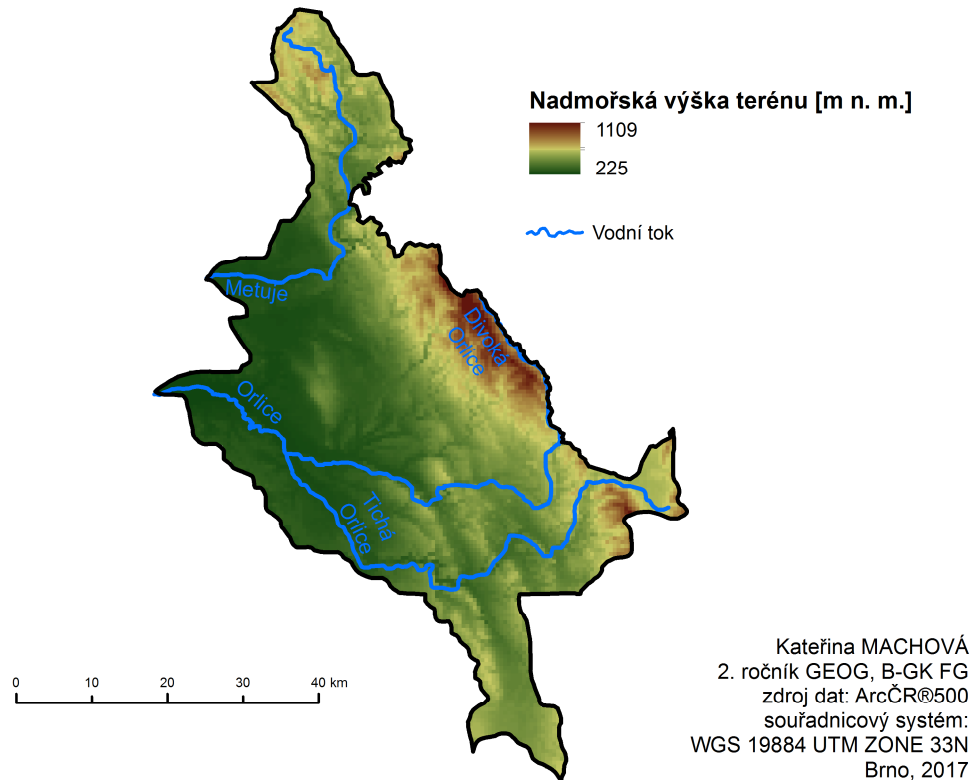 Nadmořská výška terénu [m n. m.]
1109
225
Vodní tok
Metuje
Divoká
Orlice
Orlice
Tichá
Orlice
0 10 20 30 40 km
Kateřina MACHOVÁ
2. ročník GEOG, B-GK FG
zdroj dat: ArcČR®500
souřadnicový systém:
WGS 19884 UTM ZONE 33N
Brno, 2017